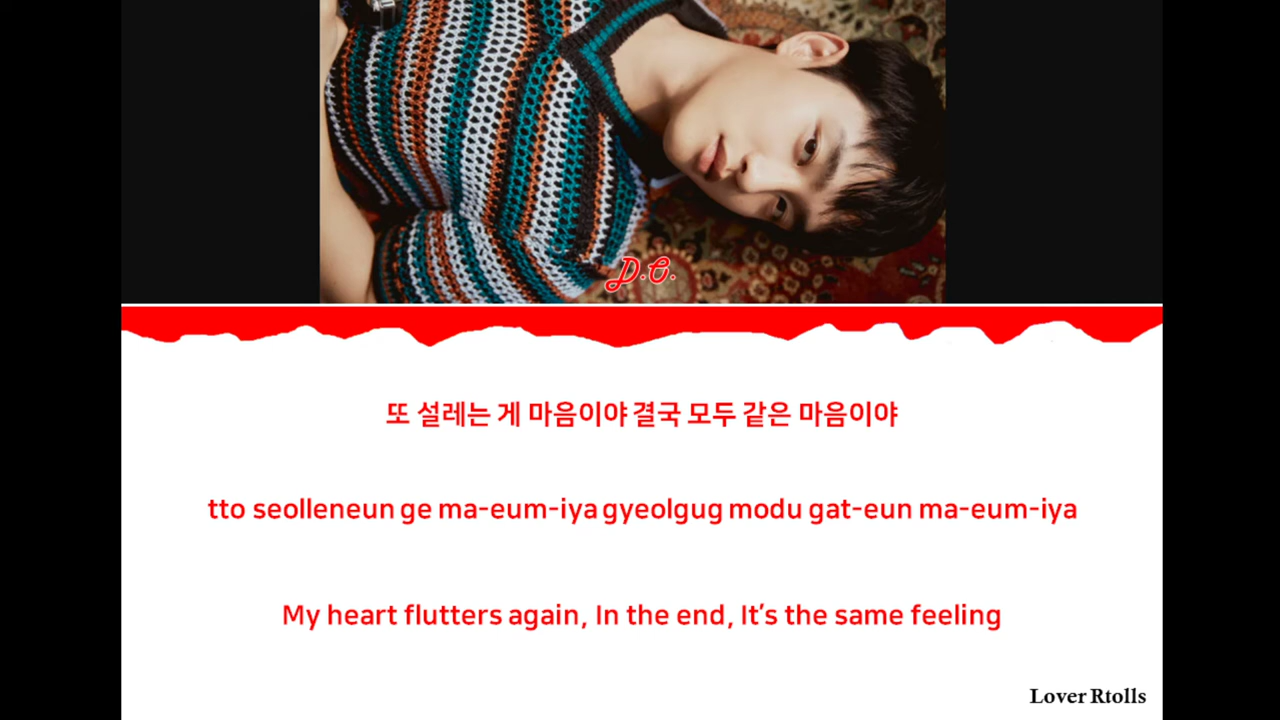 D.O.
또 설레는 게 마음이야 결국 모두 같은 마음이야
tto seolleneun ge ma-eum-iya gyeolgug modu gat-eun ma-eum-iya
My heart flutters again, In the end, It's the same feeling
Lover Rtolls